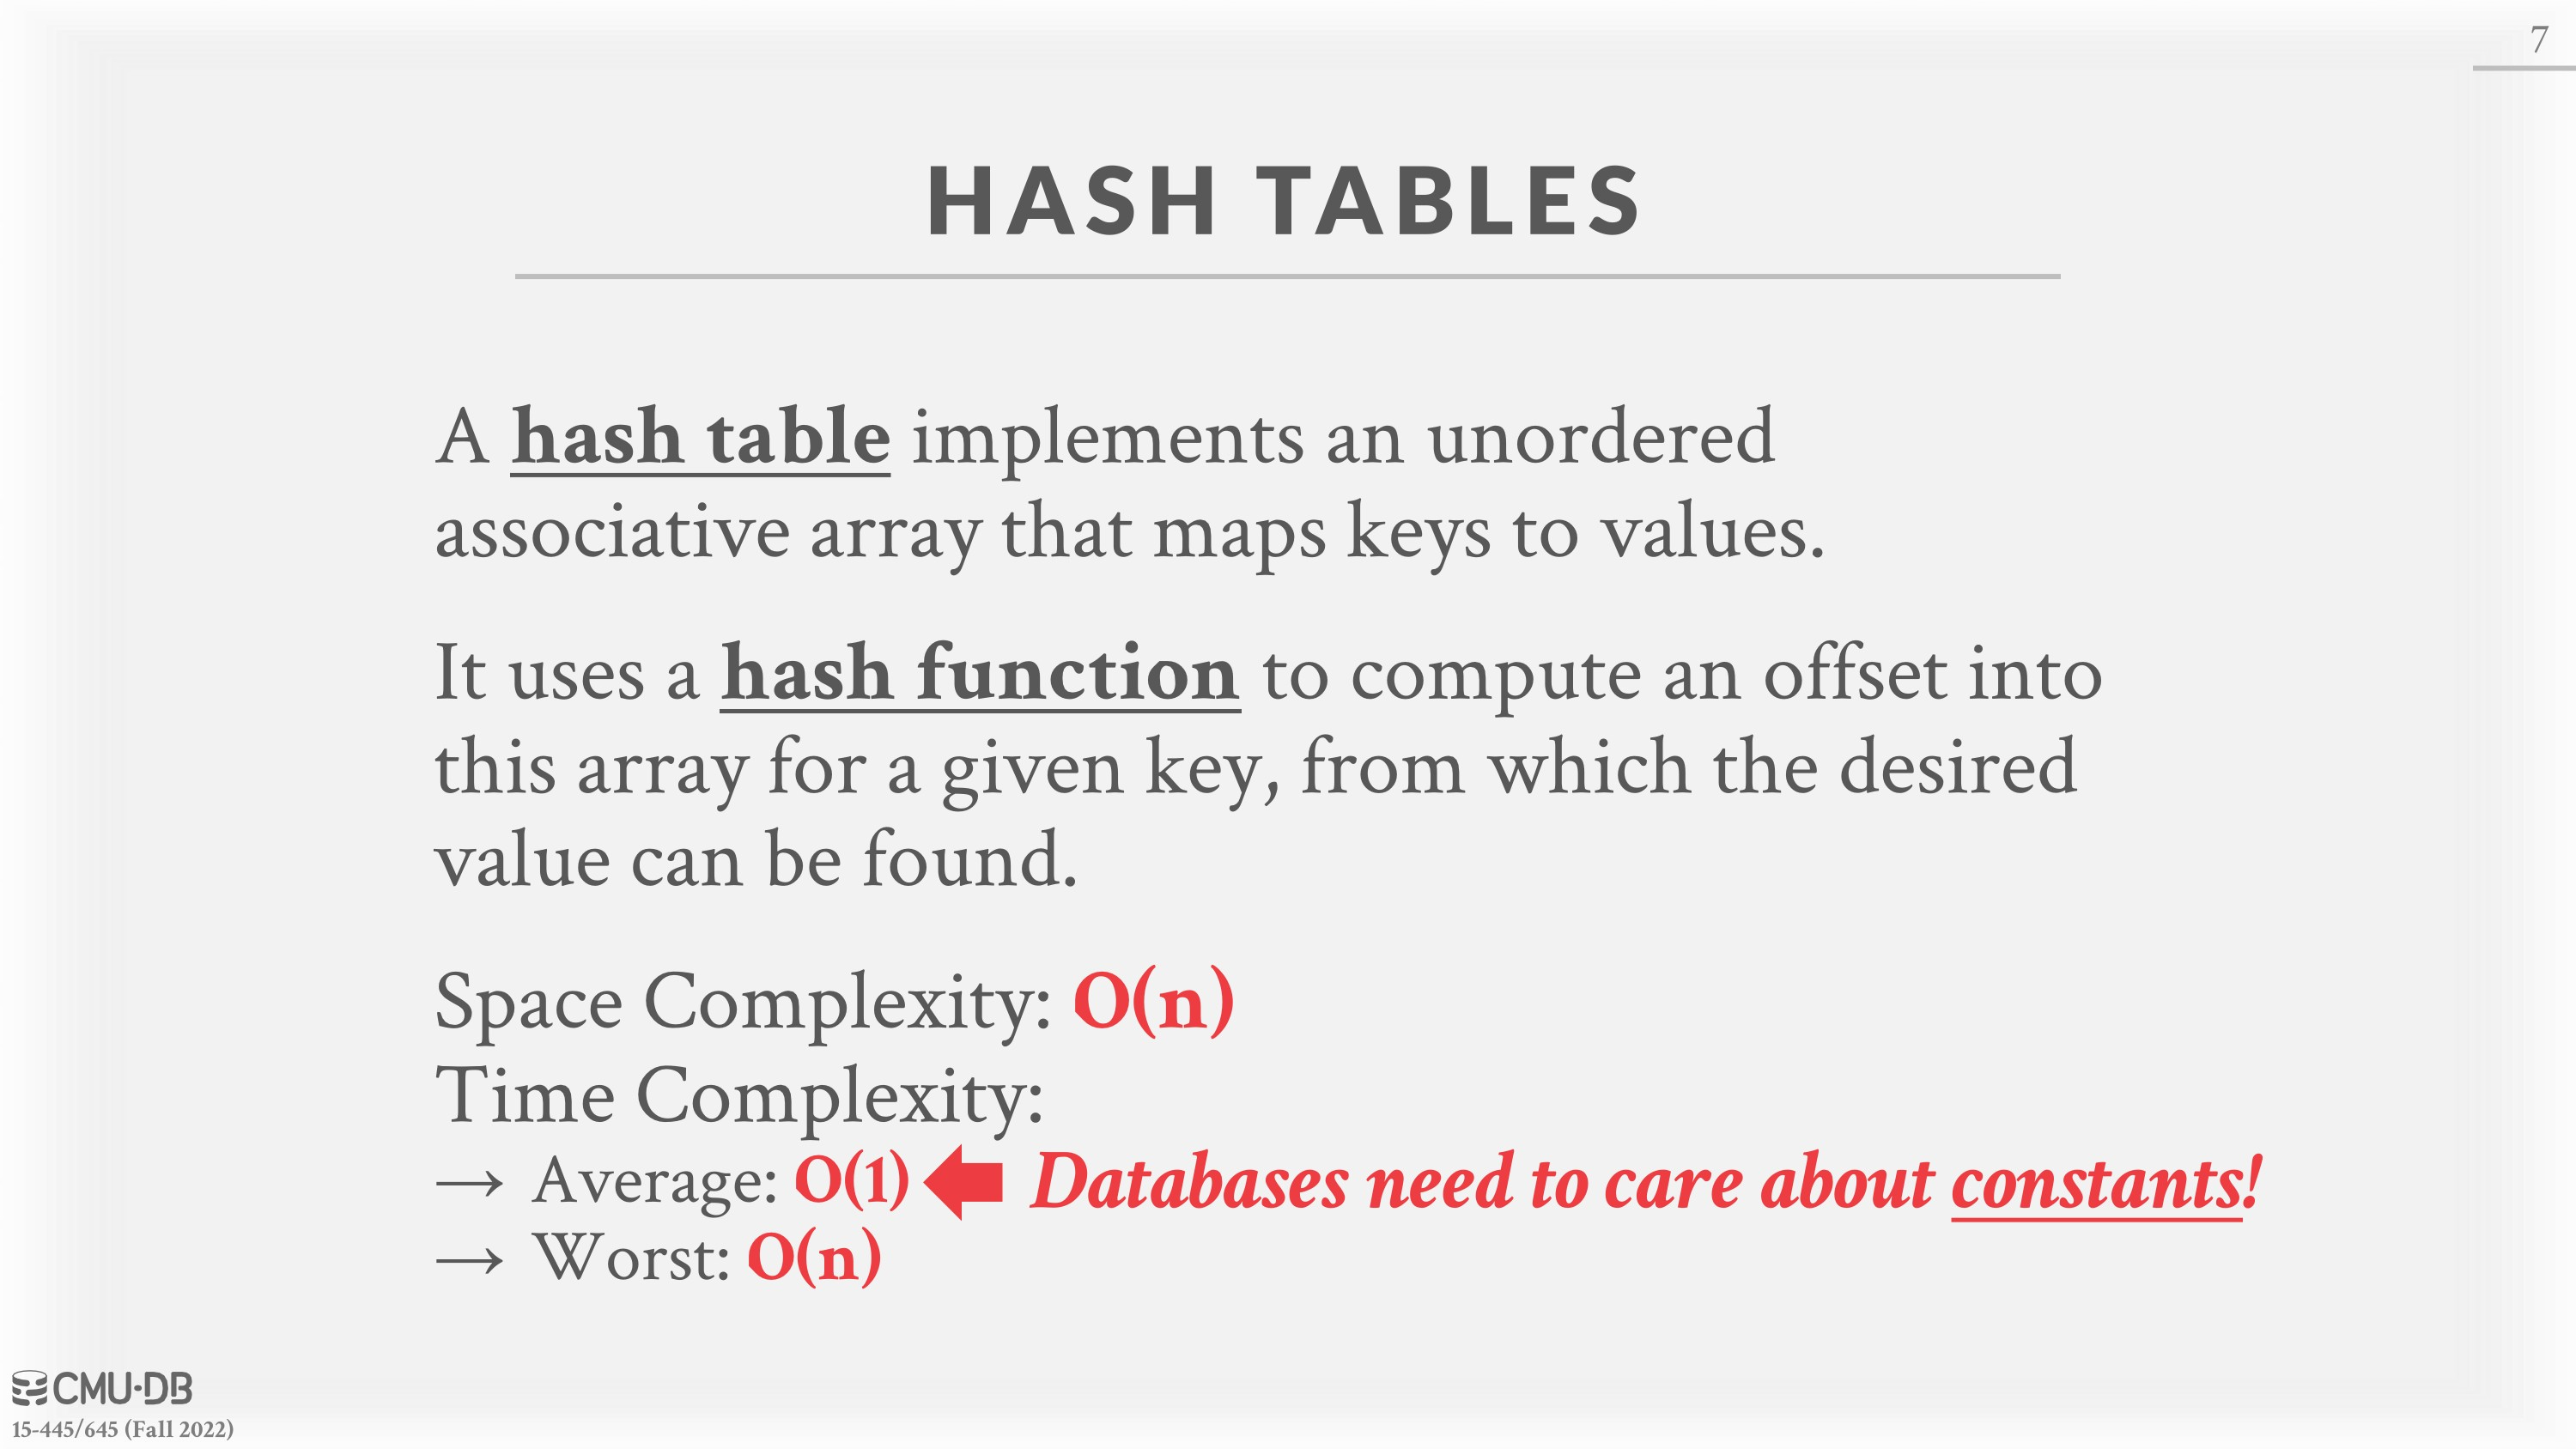 7
HASH TABLES
A hash table implements an unordered
associative array that maps keys to values.
It uses a hash function to compute an offset into
this array for a given key, from which the desired
value can be found.
Space Complexity: O(n)
Time Complexity:
→ Average: O(1) Databases need to care about constants!
→ Worst: O(n)
CMU·DB
15-445/645 (Fall 2022)